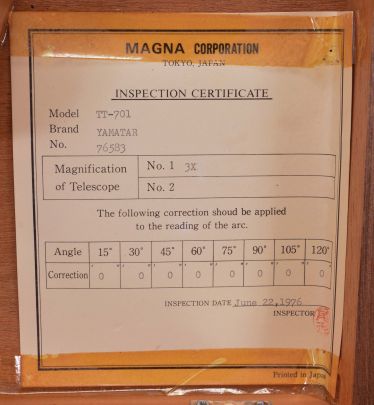 MAGNA CORPORATION
TOKYO, JAPAN
INSPECTION CERTIFICATE
Model TT-701
Brand YAMATAR
No. 76583
Magnification of Telescope
No. 1 3X
No. 2
The following correction shoud be applied
to the reading of the arc.
Angle 15° 30° 45° 60° 75° 90° 105° 120°
Correction 0 0 0 0 0 0 0 0
INSPECTION DATE June 22,1976
INSPECTOR
Printed in Japan